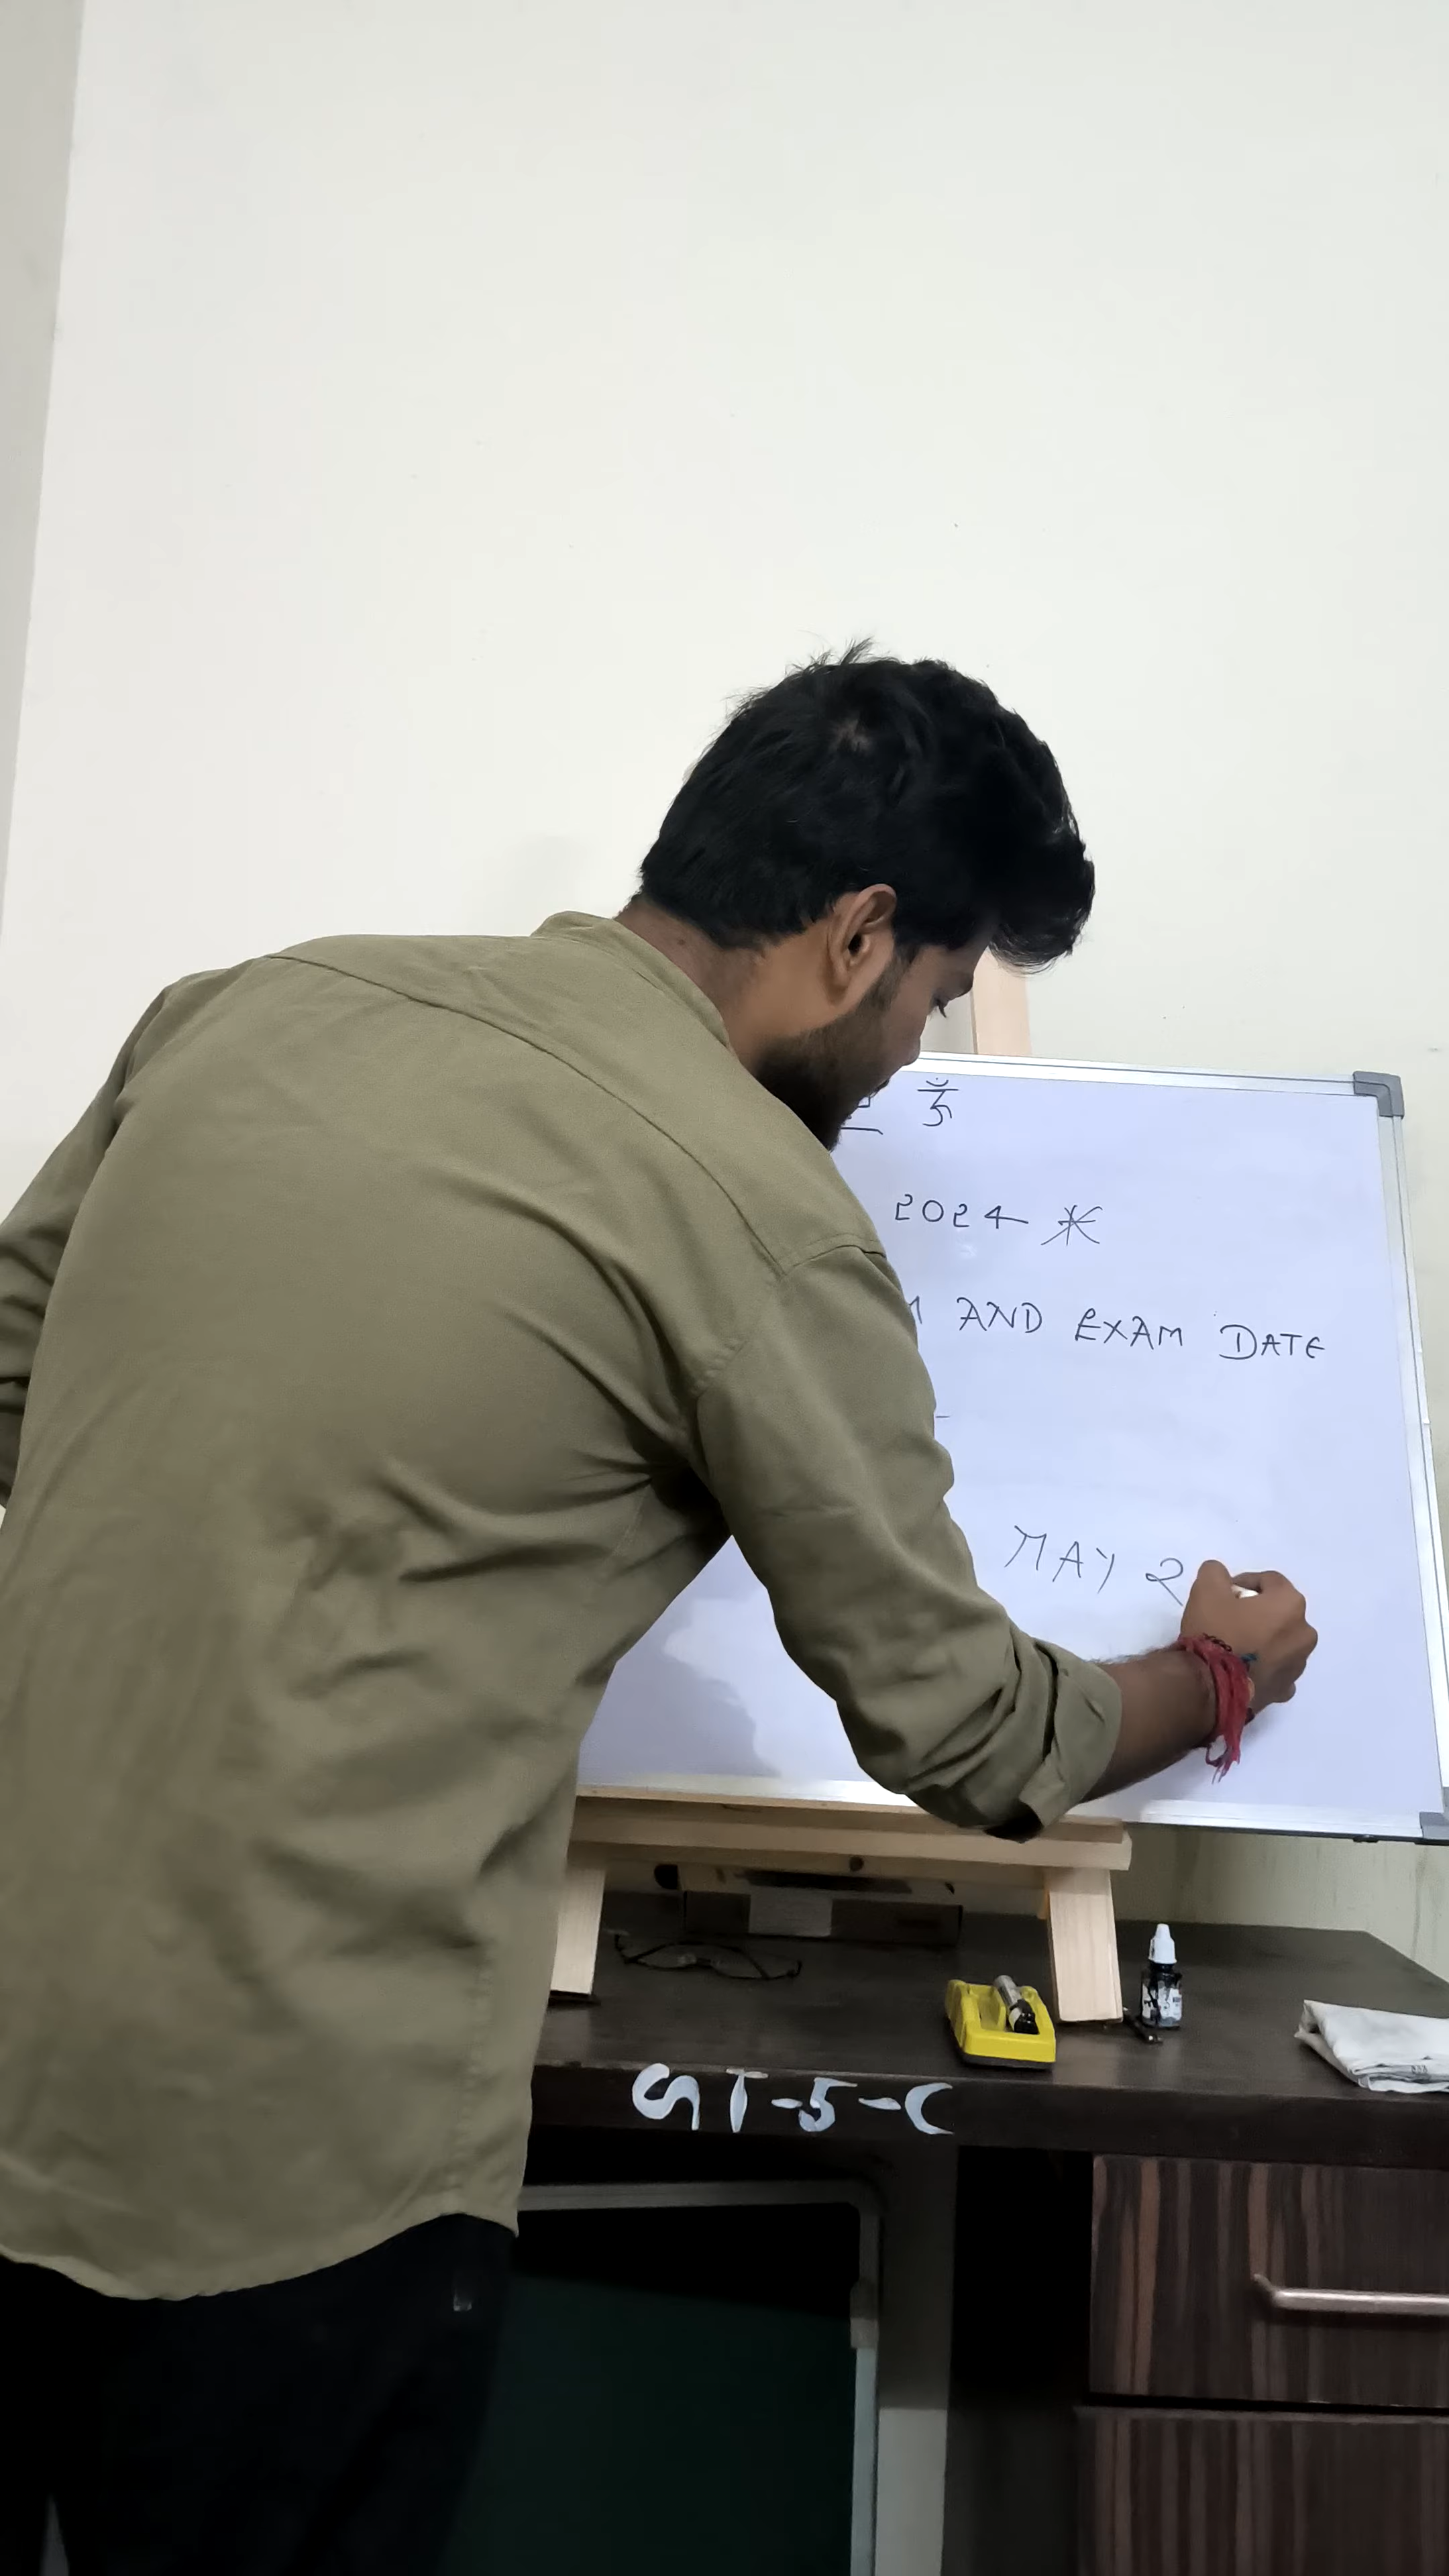 ॐ
2024 *
AND EXAM DATE
MAY 2
GT-5-C